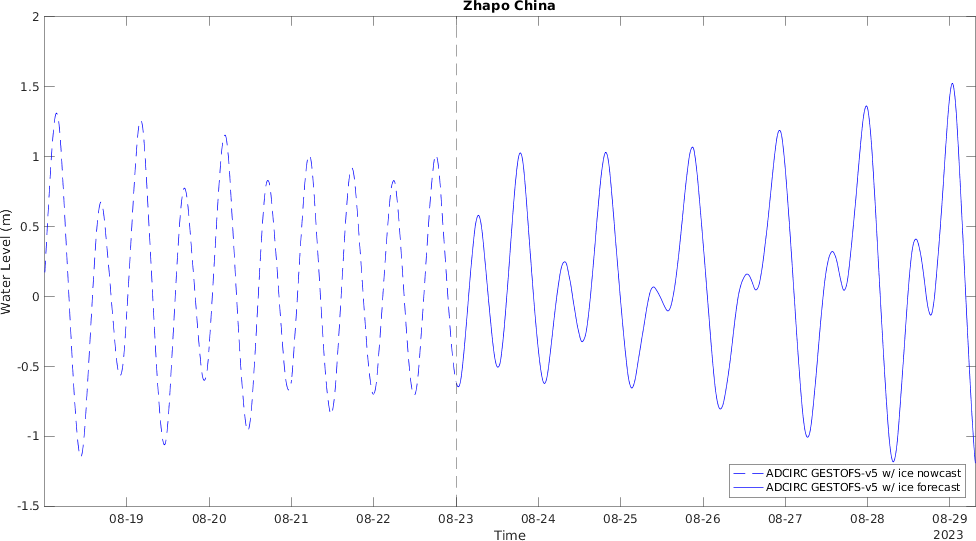 Zhapo China
2
1.5
1
0.5
0
-0.5
-1
-1.5
Water Level (m)
ADCIRC GESTOFS-v5 w/ ice nowcast
ADCIRC GESTOFS-v5 w/ ice forecast
08-19 08-20 08-21 08-22 08-23 08-24 08-25 08-26 08-27 08-28 08-29
Time
2023